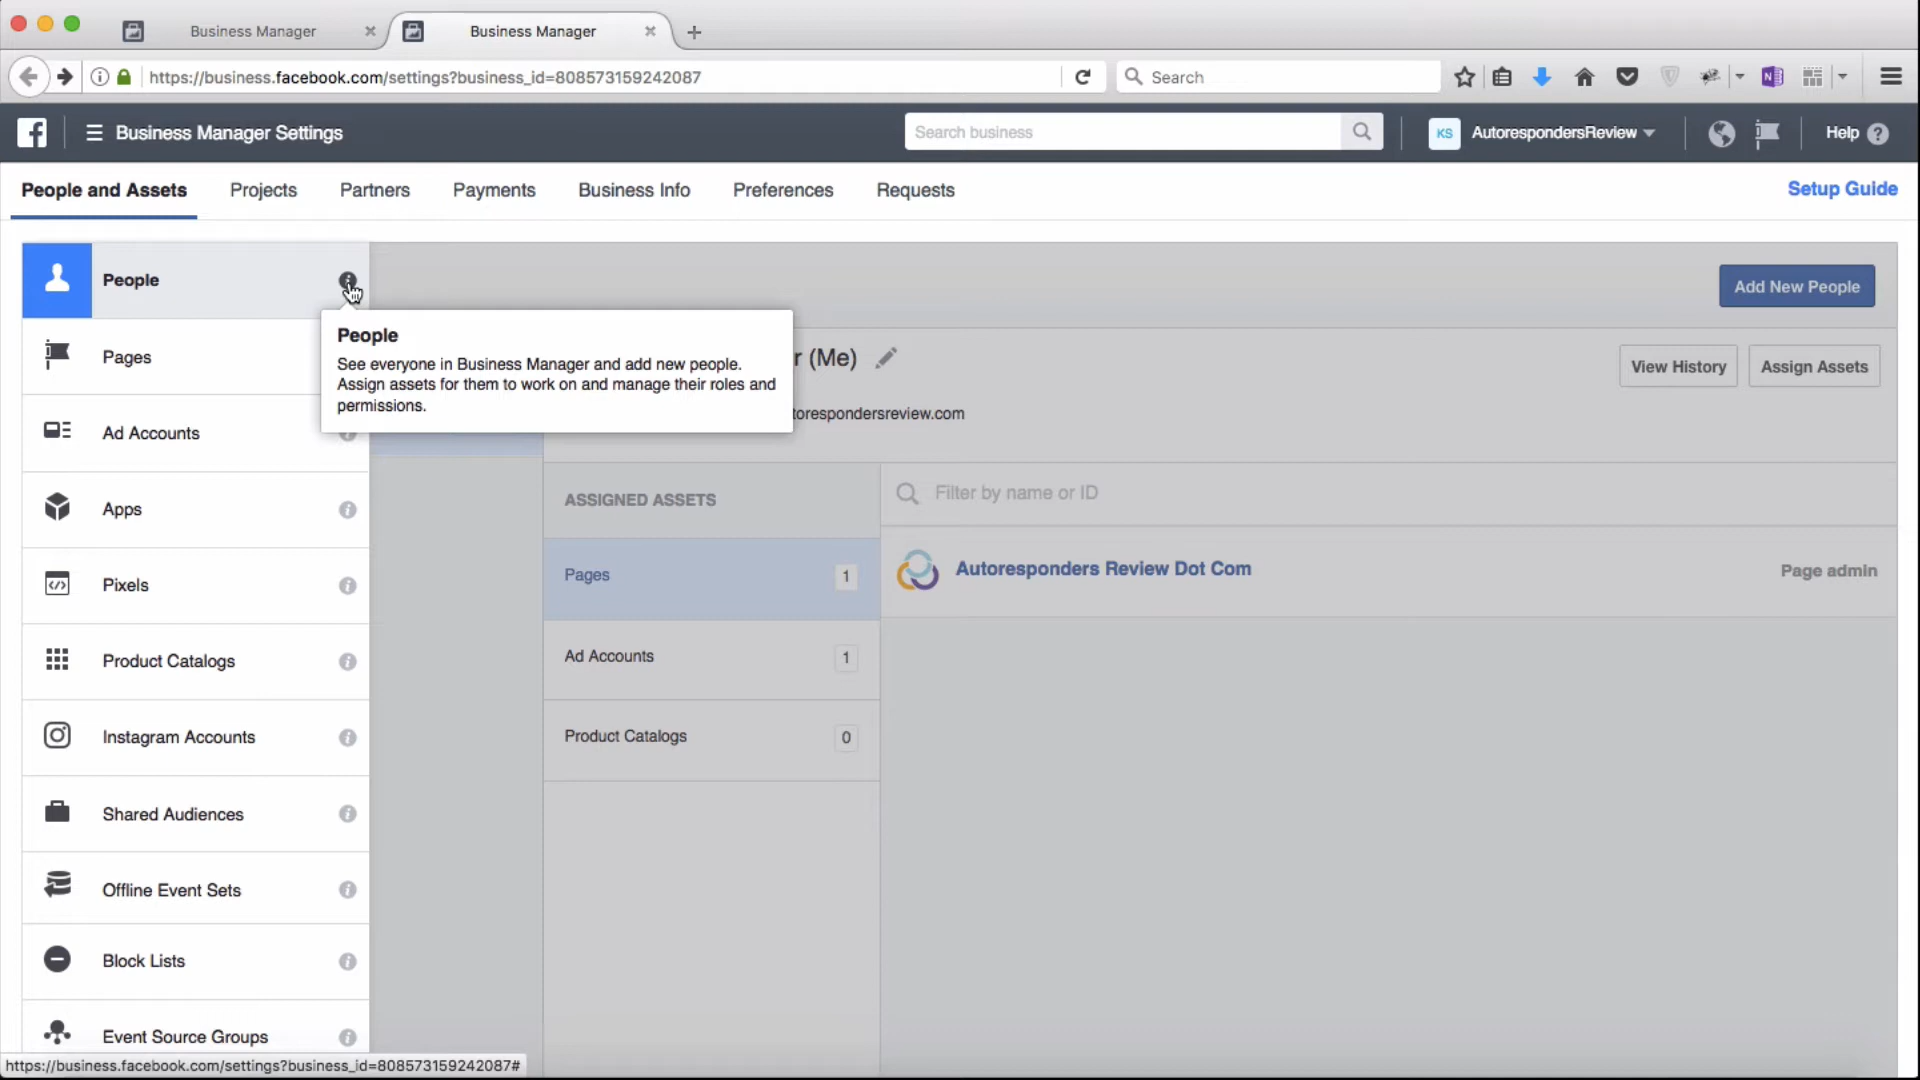 Business Manager
Business Manager
https://business.facebook.com/settings?business_id=808573159242087
Search
Business Manager Settings
Search business
KS
AutorespondersReview
Help
People and Assets
Projects
Partners
Payments
Business Info
Preferences
Requests
Setup Guide
People
Add New People
People
See everyone in Business Manager and add new people.
Assign assets for them to work on and manage their roles and
permissions.
r (Me)
View History
Assign Assets
torespondersreview.com
Pages
Ad Accounts
Apps
Pixels
Product Catalogs
Instagram Accounts
Shared Audiences
Offline Event Sets
Block Lists
Event Source Groups
ASSIGNED ASSETS
Filter by name or ID
Pages
1
Autoresponders Review Dot Com
Page admin
Ad Accounts
1
Product Catalogs
0
https://business.facebook.com/settings?business_id=808573159242087#